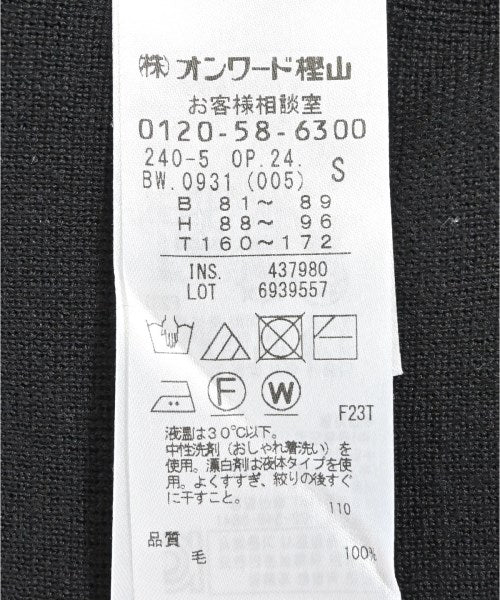 ㈱オンワード樫山
お客様相談室
0120-58-6300
240-5 OP.24.
BW.0931 (005) S
B 81～ 89
H 88～ 96
T160～172
INS. 437980
LOT 6939557
F W
F23T
液温は30℃以下。
中性洗剤（おしゃれ着洗い）を
使用。漂白剤は液体タイプを使
用。よくすすぎ、絞りの後すぐ
に干すこと。
110
品質
毛 100%